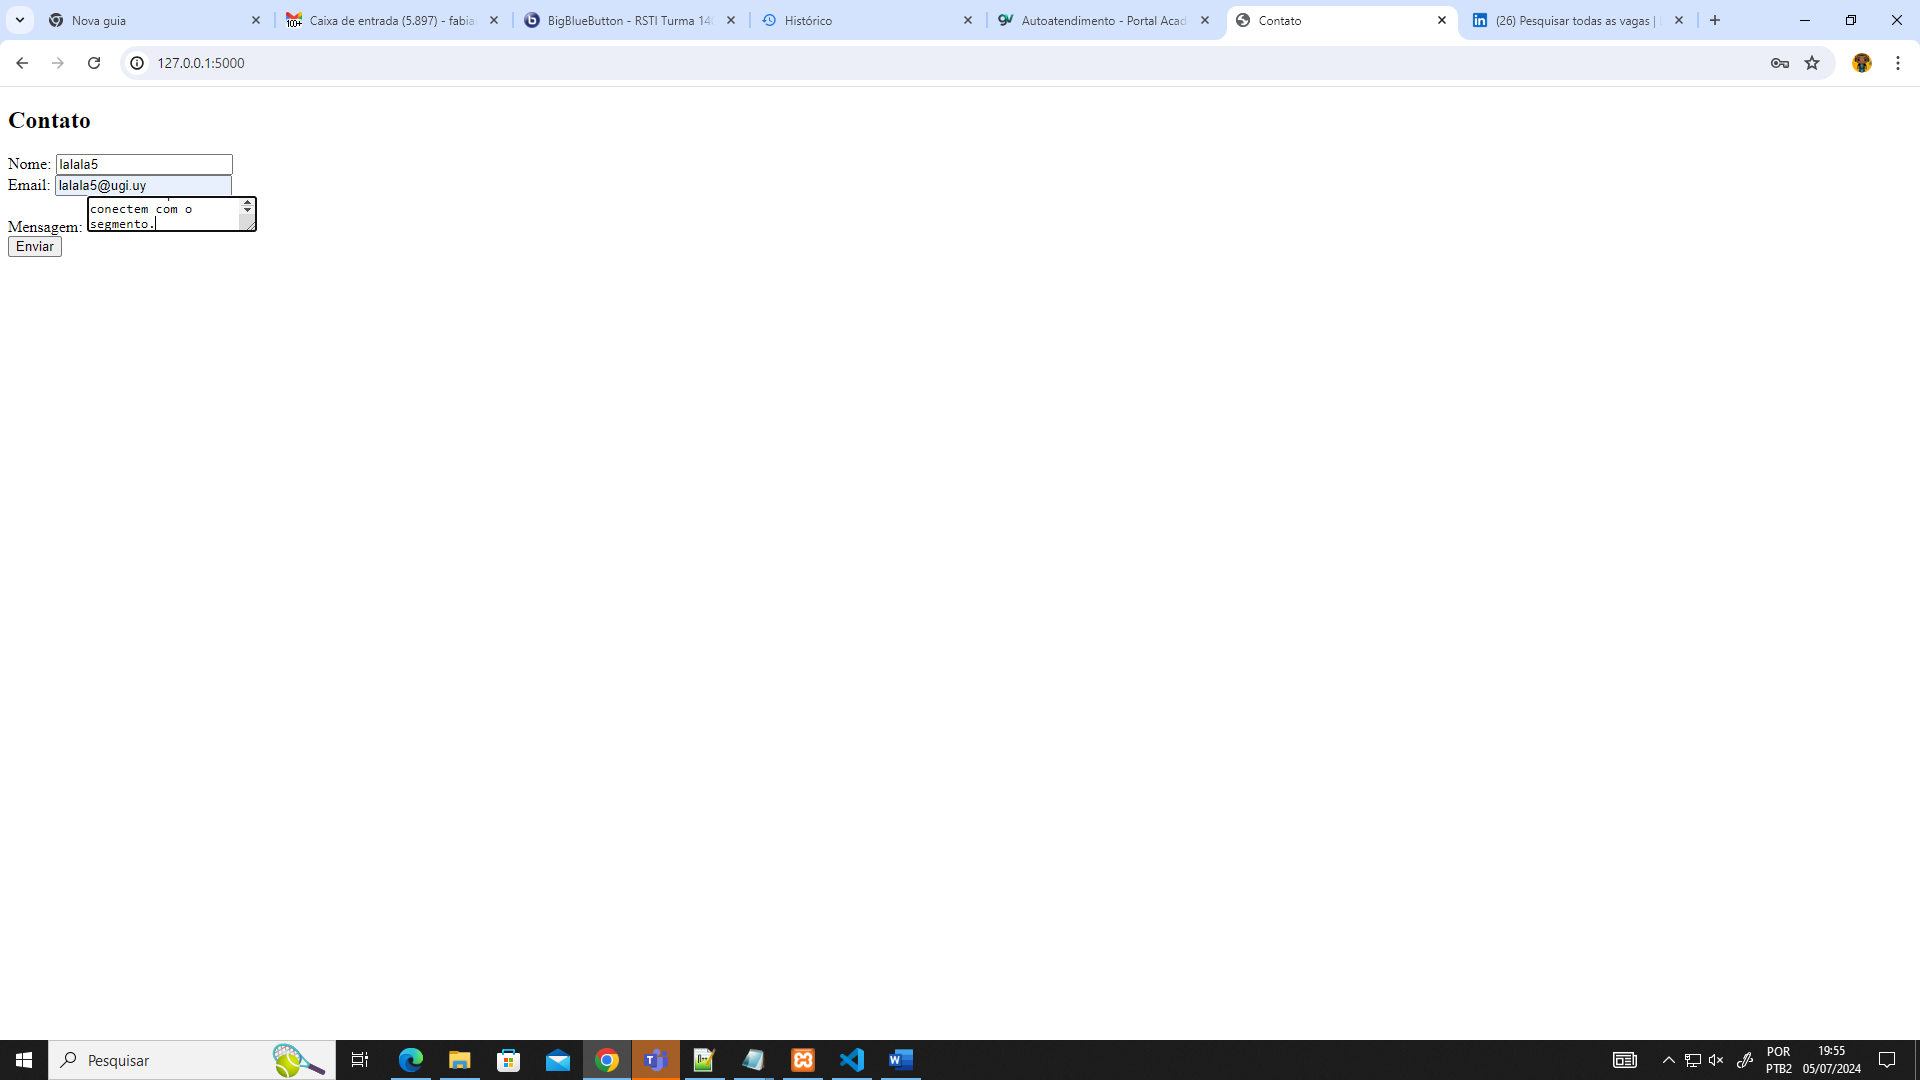 Nova guia
Caixa de entrada (5.897) - fabia
BigBlueButton - RSTI Turma 14
Histórico
Autoatendimento - Portal Acad
Contato
(26) Pesquisar todas as vagas |
127.0.0.1:5000
Contato
Nome: lalala5
Email: lalala5@ugi.uy
conectem com o
Mensagem: segmento.
Enviar
Pesquisar
POR
PTB2
19:55
05/07/2024